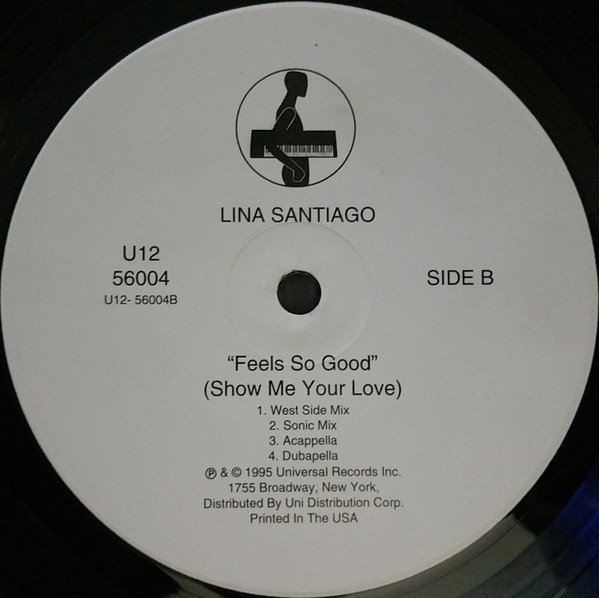 LINA SANTIAGO
U12
56004
U12- 56004B
SIDE B
“Feels So Good”
(Show Me Your Love)
1. West Side Mix
2. Sonic Mix
3. Acappella
4. Dubapella
℗ & © 1995 Universal Records Inc.
1755 Broadway, New York,
Distributed By Uni Distribution Corp.
Printed In The USA